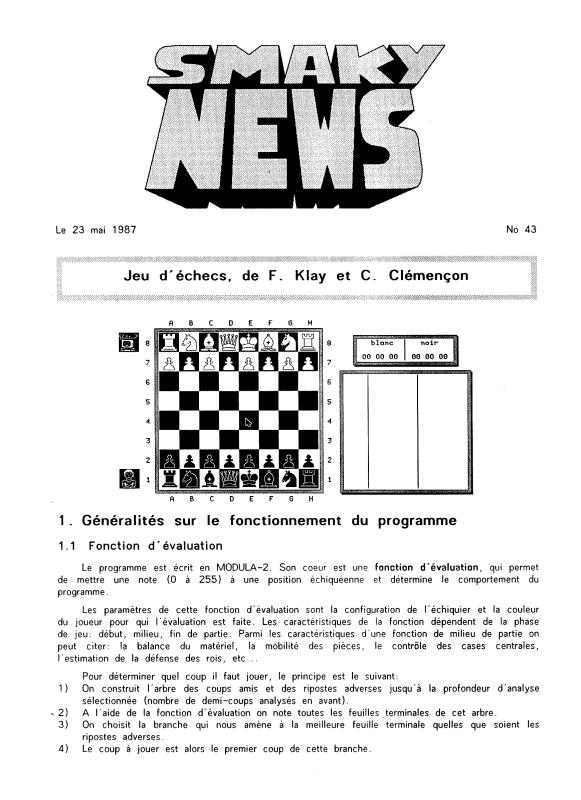 SMAKY
NEWS
Le 23 mai 1987
No 43
Jeu d'échecs, de F. Klay et C. Clémençon
A B C D E F G H
8 8
7 7
6 6
5 5
4 4
3 3
2 2
1 1
A B C D E F G H
blanc noir
00 00 00 00 00 00
1. Généralités sur le fonctionnement du programme
1.1 Fonction d'évaluation
Le programme est écrit en MODULA-2. Son coeur est une fonction d'évaluation, qui permet
de mettre une note (0 à 255) à une position échiquéenne et détermine le comportement du
programme.
Les paramètres de cette fonction d'évaluation sont la configuration de l'échiquier et la couleur
du joueur pour qui l'évaluation est faite. Les caractéristiques de la fonction dépendent de la phase
de jeu: début, milieu, fin de partie. Parmi les caractéristiques d'une fonction de milieu de partie on
peut citer: la balance du matériel, la mobilité des pièces, le contrôle des cases centrales,
l'estimation de la défense des rois, etc...
Pour déterminer quel coup il faut jouer, le principe est le suivant:
1) On construit l'arbre des coups amis et des ripostes adverses jusqu'à la profondeur d'analyse
sélectionnée (nombre de demi-coups analysés en avant).
2) A l'aide de la fonction d'évaluation on note toutes les feuilles terminales de cet arbre.
3) On choisit la branche qui nous amène à la meilleure feuille terminale quelles que soient les
ripostes adverses.
4) Le coup à jouer est alors le premier coup de cette branche.